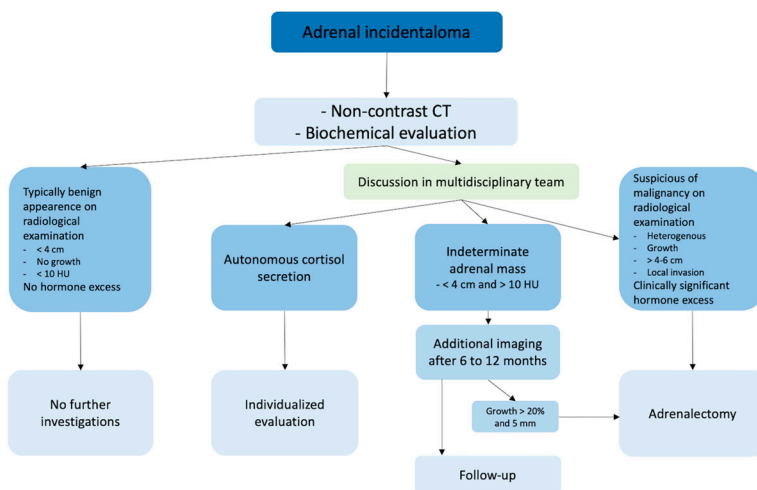 Adrenal incidentaloma
- Non-contrast CT
- Biochemical evaluation
Discussion in multidisciplinary team
Typically benign
appearence on
radiological
examination
- < 4 cm
- No growth
- < 10 HU
No hormone excess
Autonomous cortisol
secretion
Indeterminate
adrenal mass
- < 4 cm and > 10 HU
Suspicious of
malignancy on
radiological
examination
- Heterogenous
- Growth
- > 4-6 cm
- Local invasion
Clinically significant
hormone excess
Additional imaging
after 6 to 12 months
No further
investigations
Individualized
evaluation
Growth > 20%
and 5 mm
Adrenalectomy
Follow-up